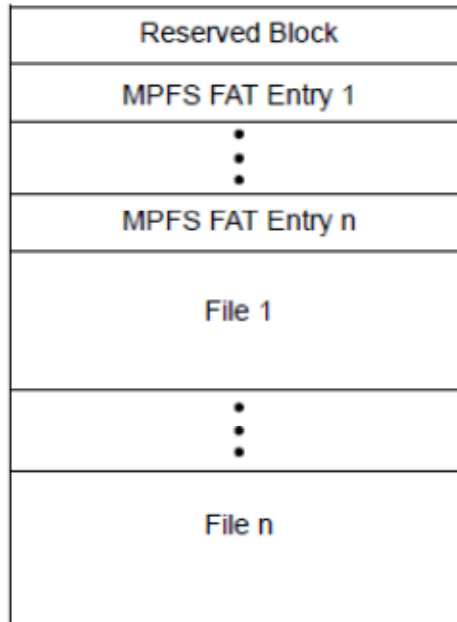 Reserved Block
MPFS FAT Entry 1
MPFS FAT Entry n
File 1
File n